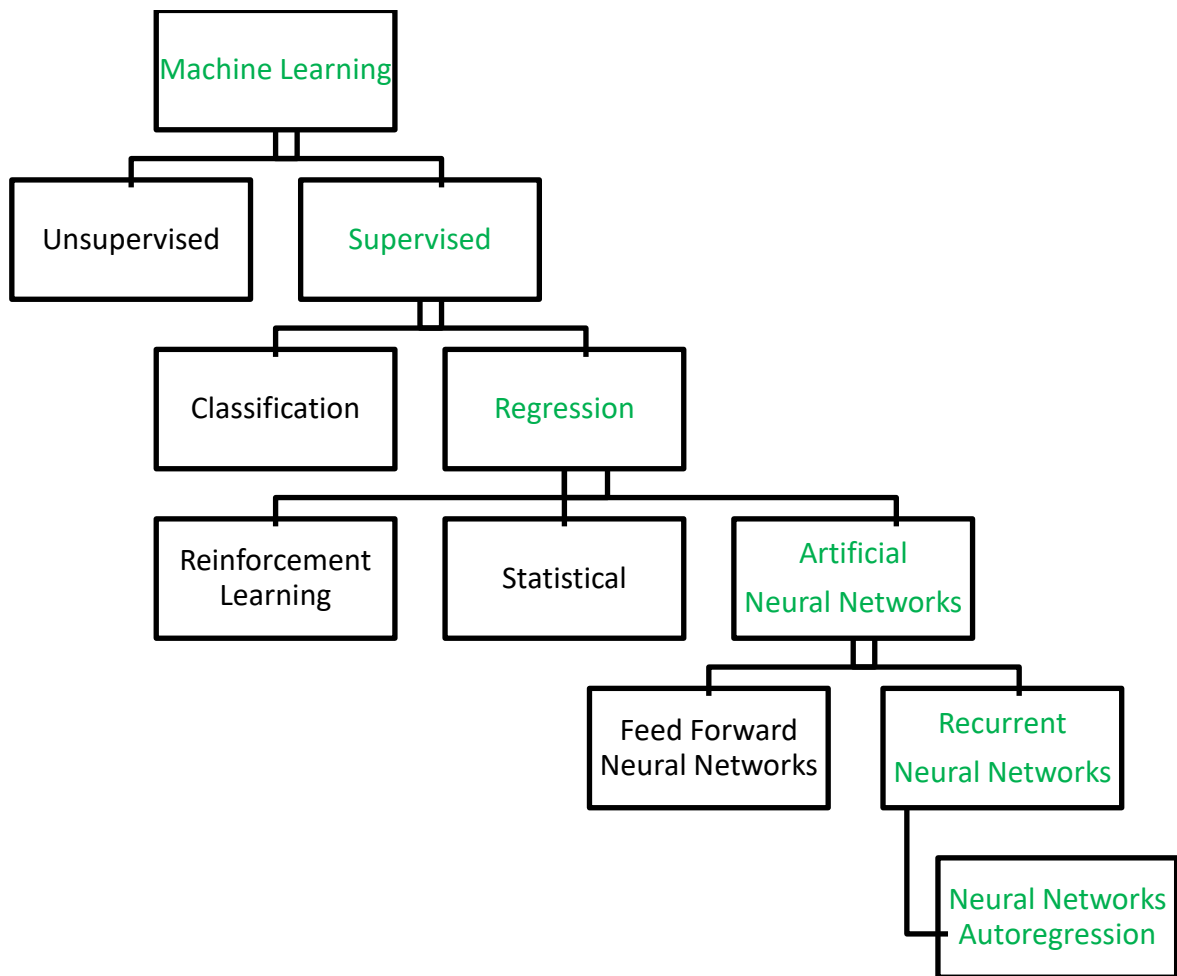 Machine Learning
Unsupervised
Supervised
Classification
Regression
Reinforcement
Learning
Statistical
Artificial
Neural Networks
Feed Forward
Neural Networks
Recurrent
Neural Networks
Neural Networks
Autoregression